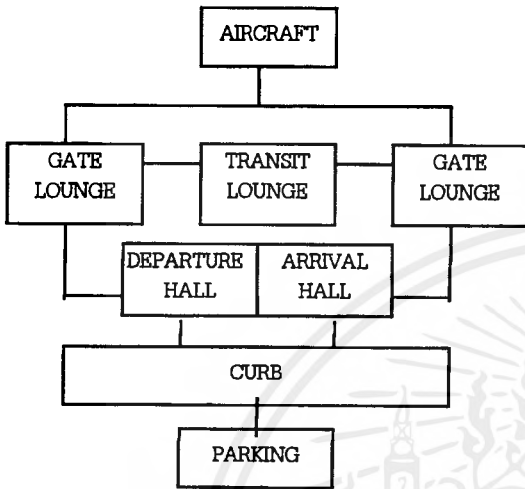 AIRCRAFT
GATE
LOUNGE
TRANSIT
LOUNGE
GATE
LOUNGE
DEPARTURE
HALL
ARRIVAL
HALL
CURB
PARKING